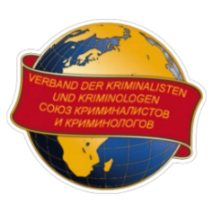 VERBAND DER KRIMINALISTEN
UND KRIMINOLOGEN
СОЮЗ КРИМИНАЛИСТОВ
И КРИМИНОЛОГОВ